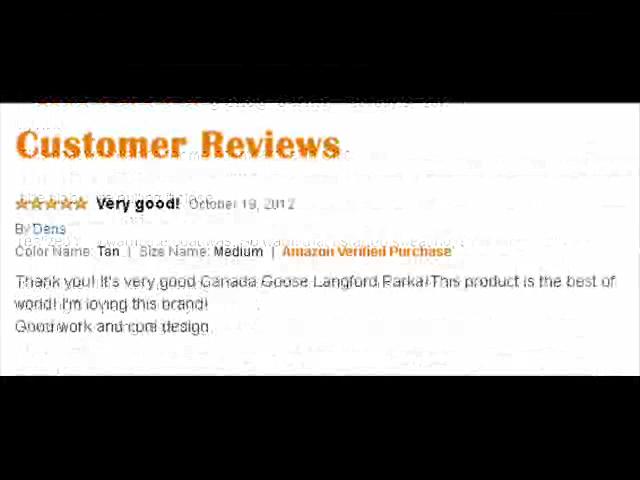 Customer Reviews
Very good! October 19, 2012
By Dens
Color Name: Tan | Size Name: Medium | Amazon Verified Purchase
Thank you! It's very good Canada Goose Langford Parka!This product is the best of
world! I'm loving this brand!
Good work and cool design.